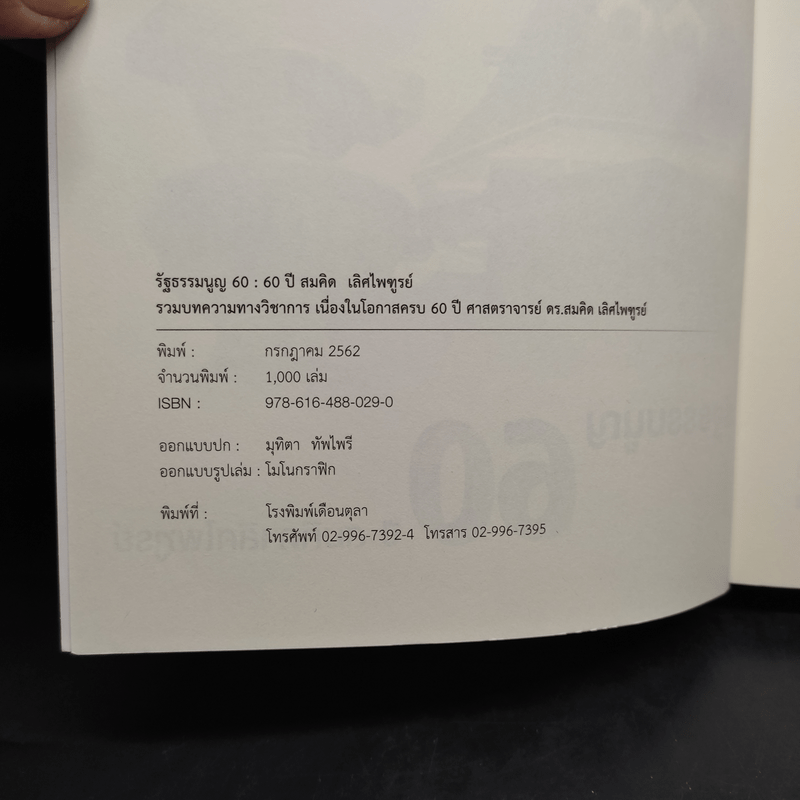 รัฐธรรมนูญ 60 : 60 ปี สมคิด เลิศไพฑูรย์
รวมบทความทางวิชาการ เนื่องในโอกาสครบ 60 ปี ศาสตราจารย์ ดร.สมคิด เลิศไพฑูรย์
พิมพ์ : กรกฎาคม 2562
จำนวนพิมพ์ : 1,000 เล่ม
ISBN : 978-616-488-029-0
ออกแบบปก : มุทิตา ทัพไพรี
ออกแบบรูปเล่ม : โมโนกราฟิก
พิมพ์ที่ : โรงพิมพ์เดือนตุลา
โทรศัพท์ 02-996-7392-4 โทรสาร 02-996-7395